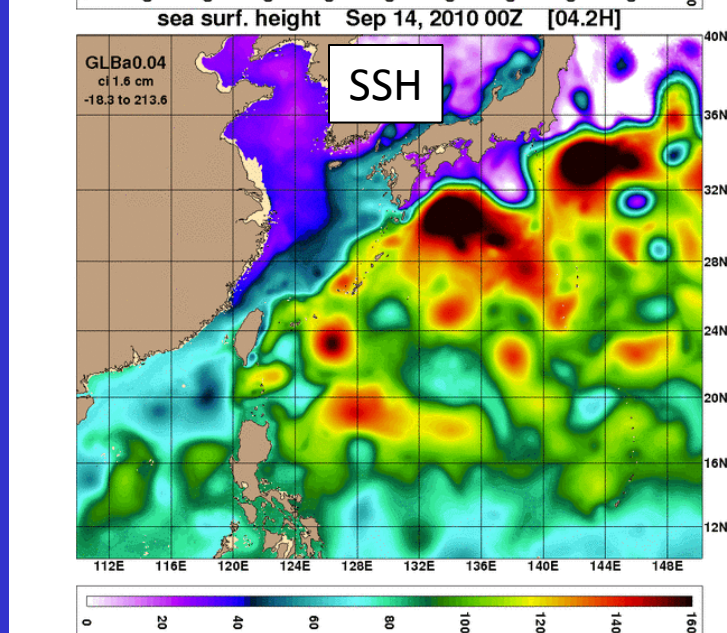 sea surf. height Sep 14, 2010 00Z [04.2H]
GLBa0.04
ci 1.6 cm
-18.3 to 213.6
SSH
40N
36N
32N
28N
24N
20N
16N
12N
112E 116E 120E 124E 128E 132E 136E 140E 144E 148E
0 20 40 60 80 100 120 140 160